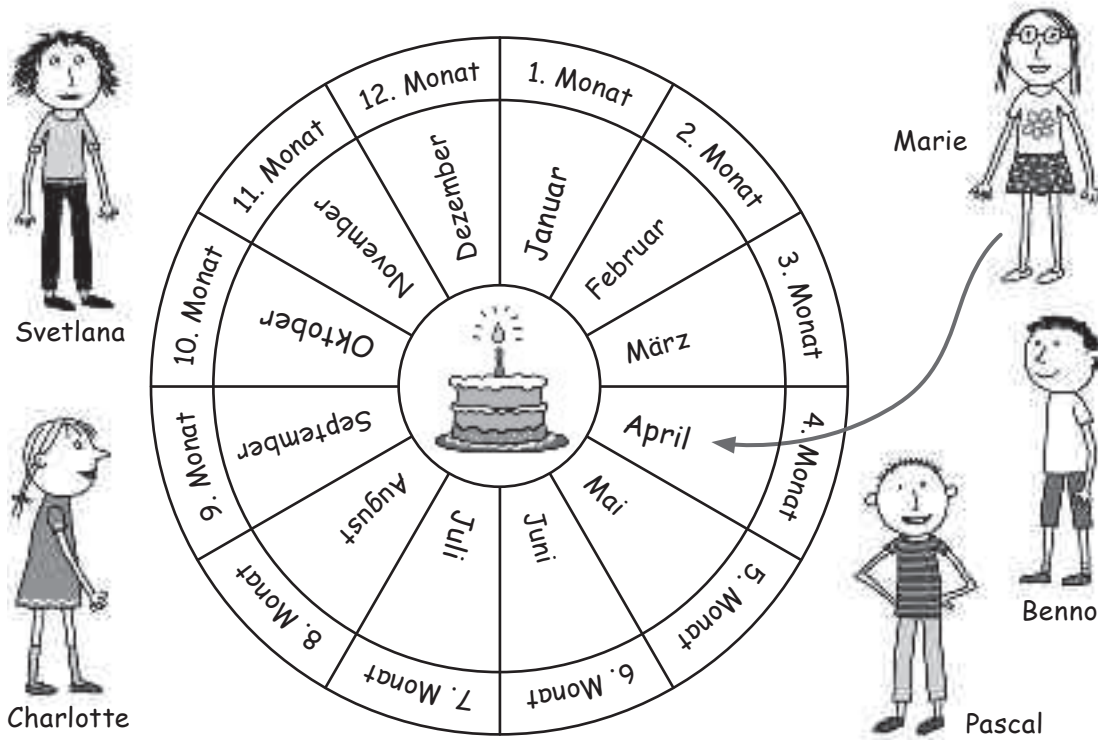 1. Monat
2. Monat
3. Monat
4. Monat
5. Monat
6. Monat
7. Monat
8. Monat
9. Monat
10. Monat
11. Monat
12. Monat
Januar
Februar
März
April
Mai
Juni
Juli
August
September
Oktober
November
Dezember
Svetlana
Marie
Benno
Charlotte
Pascal